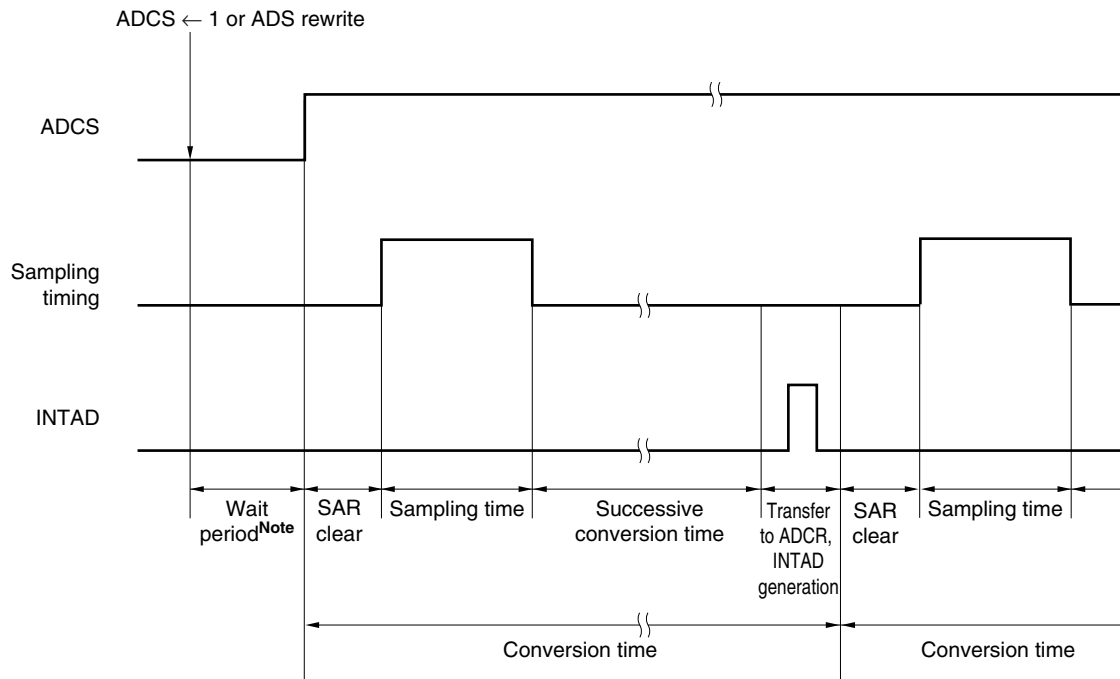 ADCS ← 1 or ADS rewrite
ADCS
Sampling
timing
INTAD
Wait
periodNote
SAR
clear
Sampling time
Successive
conversion time
Transfer
to ADCR,
INTAD
generation
SAR
clear
Sampling time
Conversion time
Conversion time